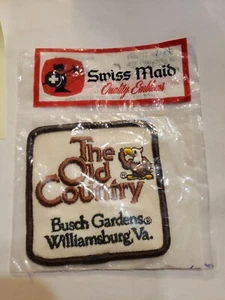 Swiss Maid
Quality Emblems
The
Old
Country
Busch Gardens®
Williamsburg, Va.